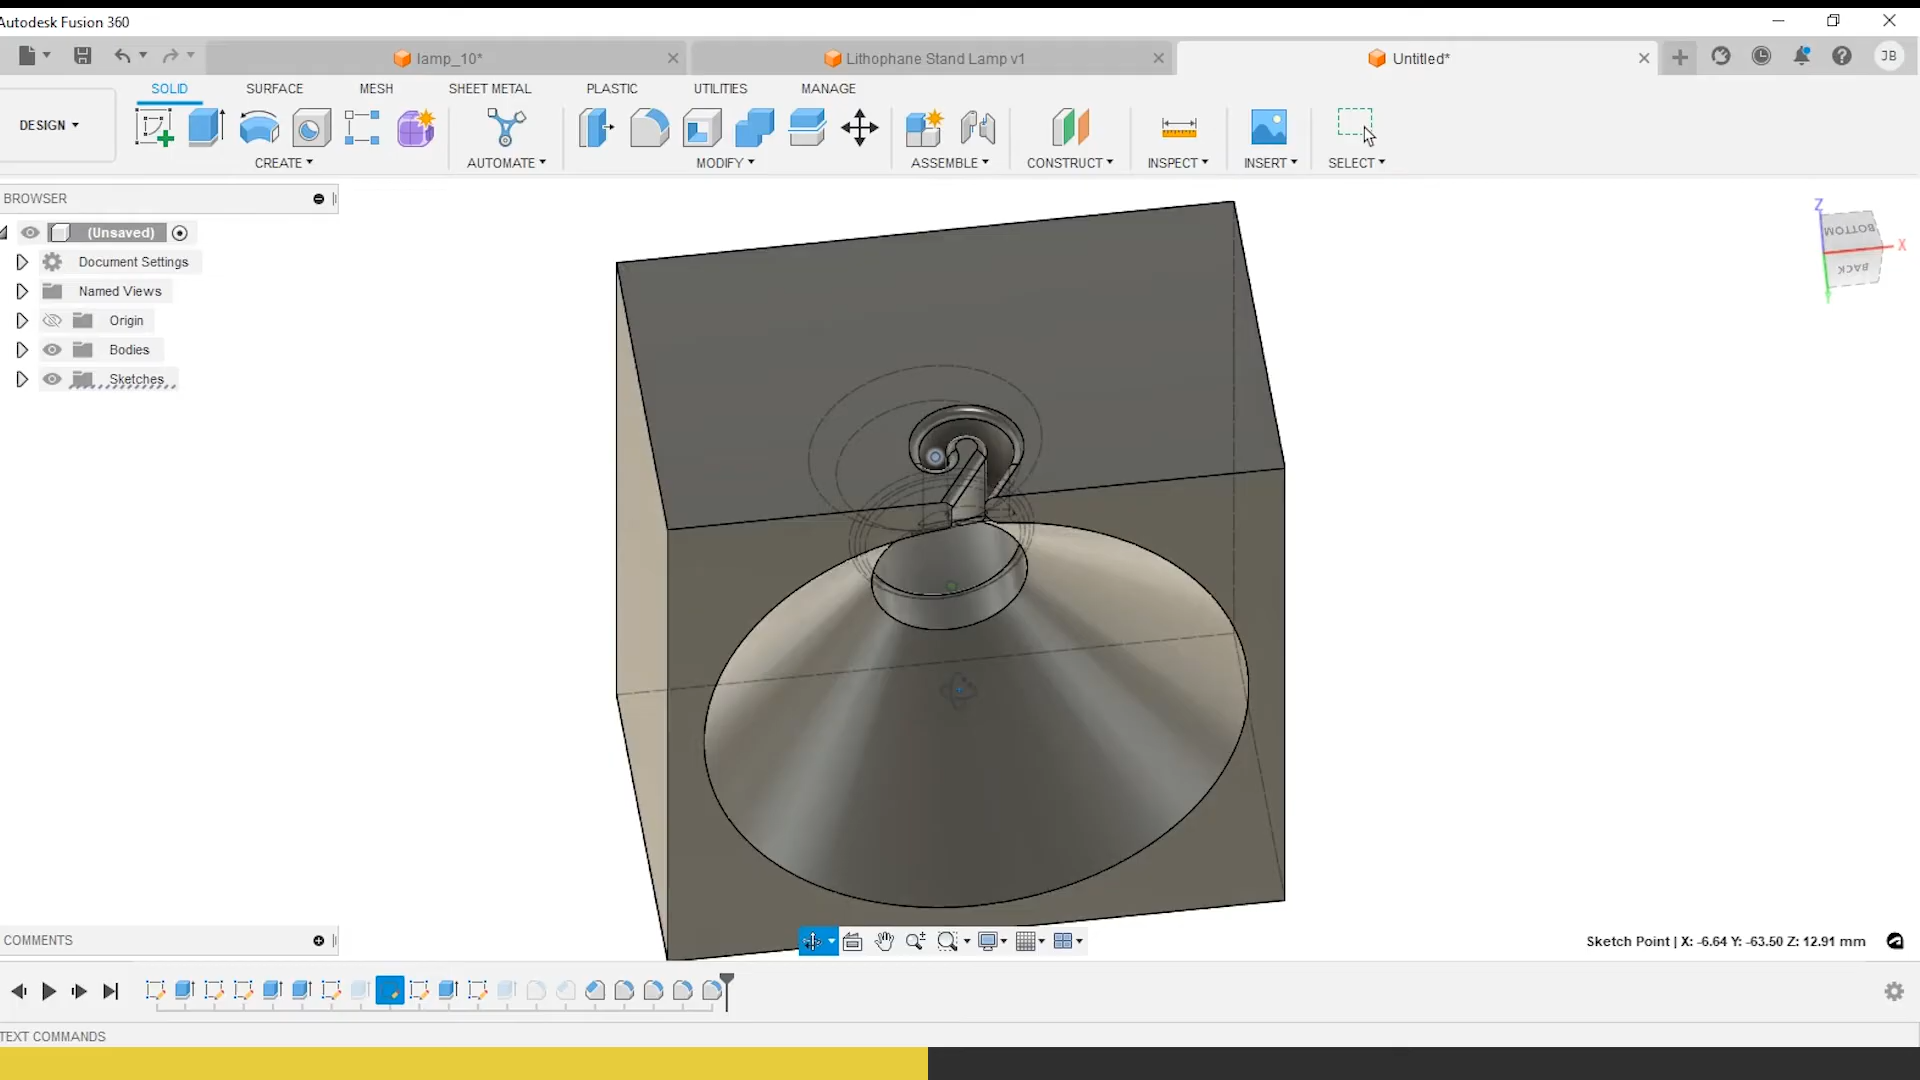 Autodesk Fusion 360
lamp_10*
Lithophane Stand Lamp v1
Untitled*
JB
SOLID
SURFACE
MESH
SHEET METAL
PLASTIC
UTILITIES
MANAGE
DESIGN
CREATE
AUTOMATE
MODIFY
ASSEMBLE
CONSTRUCT
INSPECT
INSERT
SELECT
BROWSER
(Unsaved)
Document Settings
Named Views
Origin
Bodies
Sketches
Z
BOTTOM
X
BACK
COMMENTS
Sketch Point | X: -6.64 Y: -63.50 Z: 12.91 mm
TEXT COMMANDS